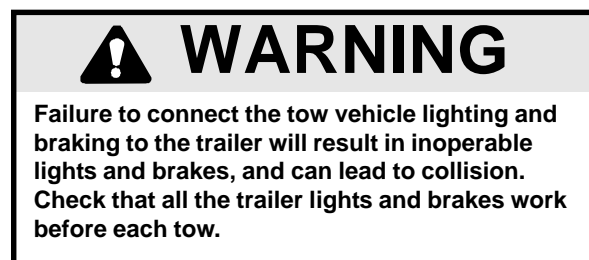 WARNING
Failure to connect the tow vehicle lighting and
braking to the trailer will result in inoperable
lights and brakes, and can lead to collision.
Check that all the trailer lights and brakes work
before each tow.